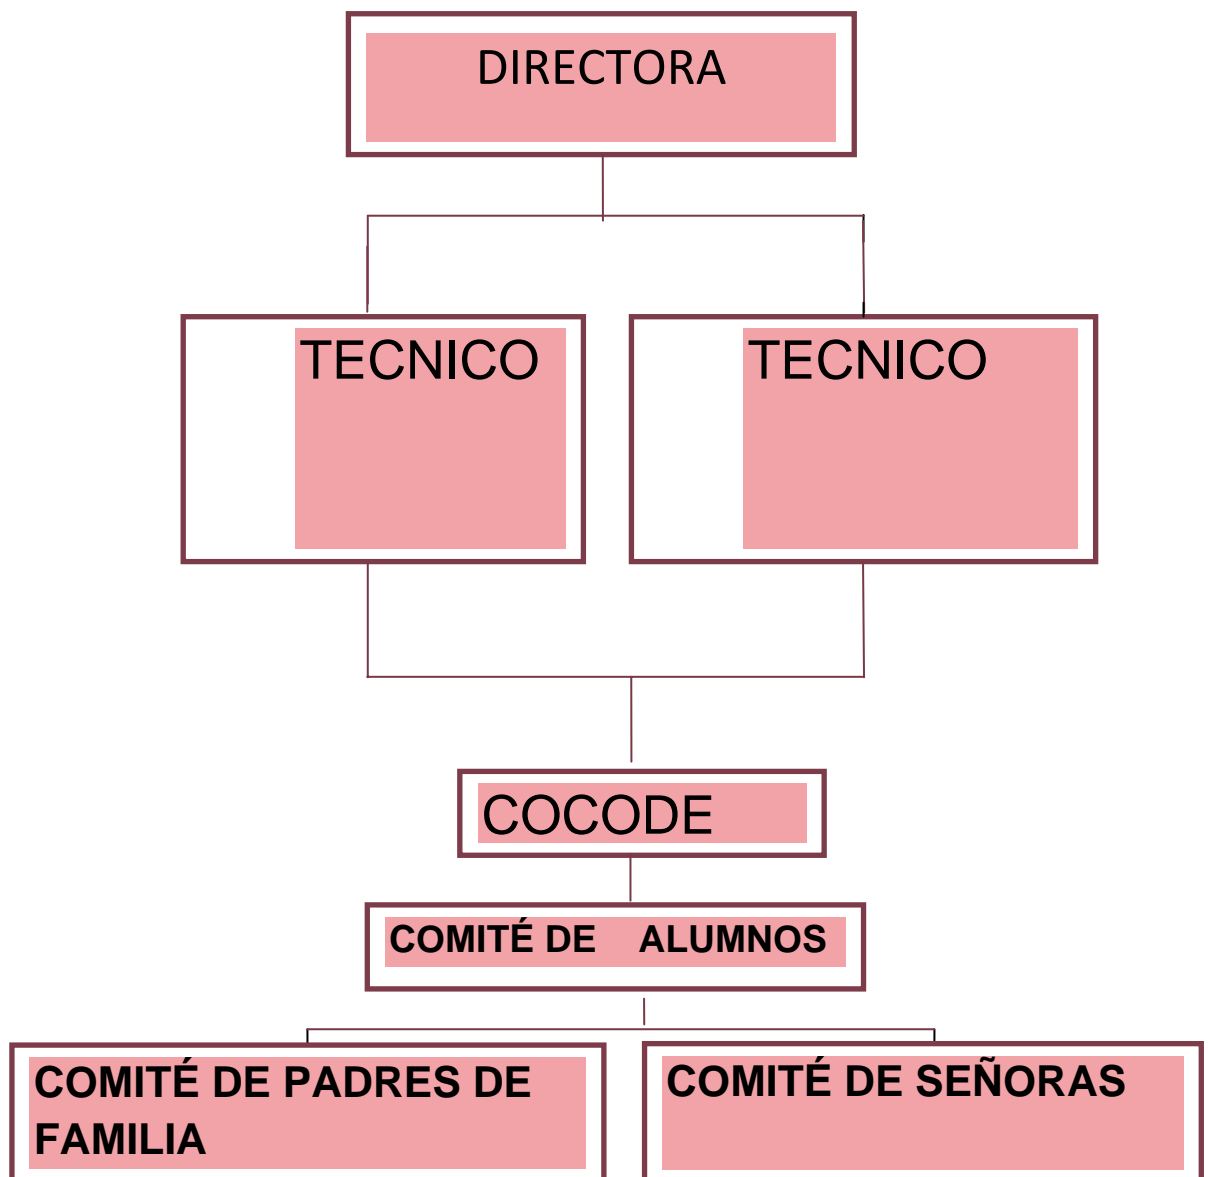 DIRECTORA
TECNICO
TECNICO
COCODE
COMITÉ DE ALUMNOS
COMITÉ DE PADRES DE
FAMILIA
COMITÉ DE SEÑORAS